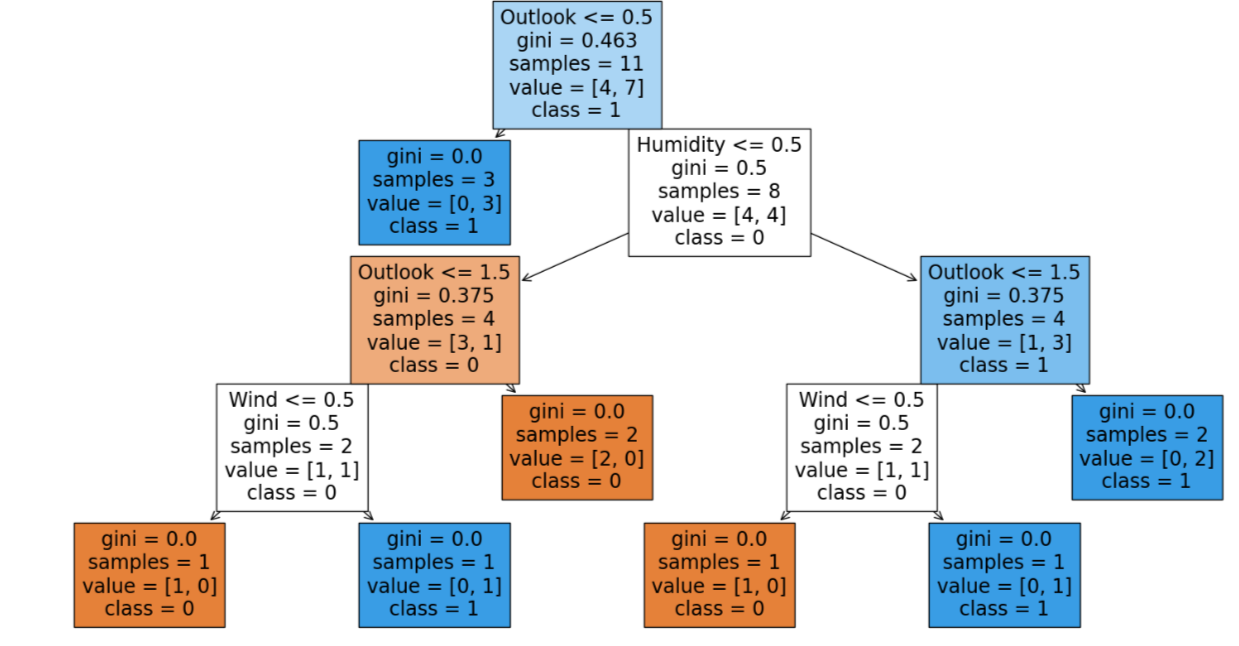 Outlook <= 0.5
gini = 0.463
samples = 11
value = [4, 7]
class = 1
gini = 0.0
samples = 3
value = [0, 3]
class = 1
Humidity <= 0.5
gini = 0.5
samples = 8
value = [4, 4]
class = 0
Outlook <= 1.5
gini = 0.375
samples = 4
value = [3, 1]
class = 0
Outlook <= 1.5
gini = 0.375
samples = 4
value = [1, 3]
class = 1
Wind <= 0.5
gini = 0.5
samples = 2
value = [1, 1]
class = 0
gini = 0.0
samples = 2
value = [2, 0]
class = 0
Wind <= 0.5
gini = 0.5
samples = 2
value = [1, 1]
class = 0
gini = 0.0
samples = 2
value = [0, 2]
class = 1
gini = 0.0
samples = 1
value = [1, 0]
class = 0
gini = 0.0
samples = 1
value = [0, 1]
class = 1
gini = 0.0
samples = 1
value = [1, 0]
class = 0
gini = 0.0
samples = 1
value = [0, 1]
class = 1